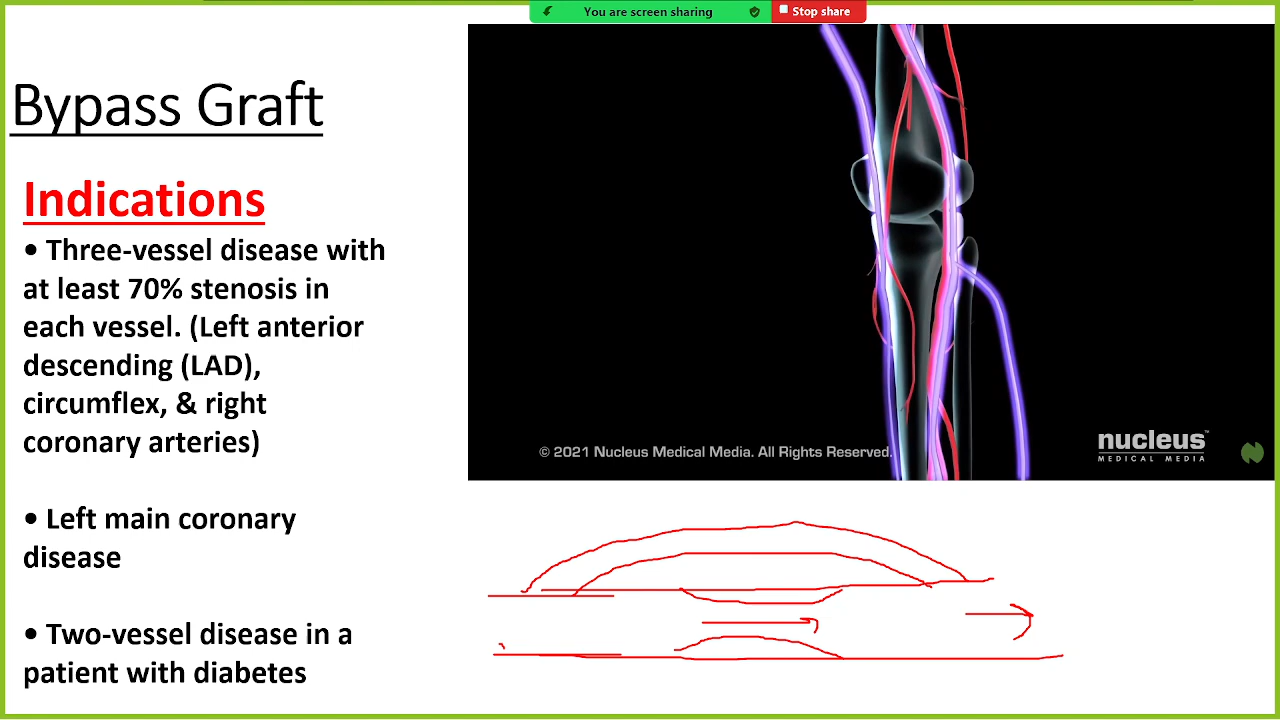 You are screen sharing
Stop share
Bypass Graft
Indications
• Three-vessel disease with
at least 70% stenosis in
each vessel. (Left anterior
descending (LAD),
circumflex, & right
coronary arteries)
• Left main coronary
disease
• Two-vessel disease in a
patient with diabetes
© 2021 Nucleus Medical Media. All Rights Reserved.
nucleus™
MEDICAL MEDIA